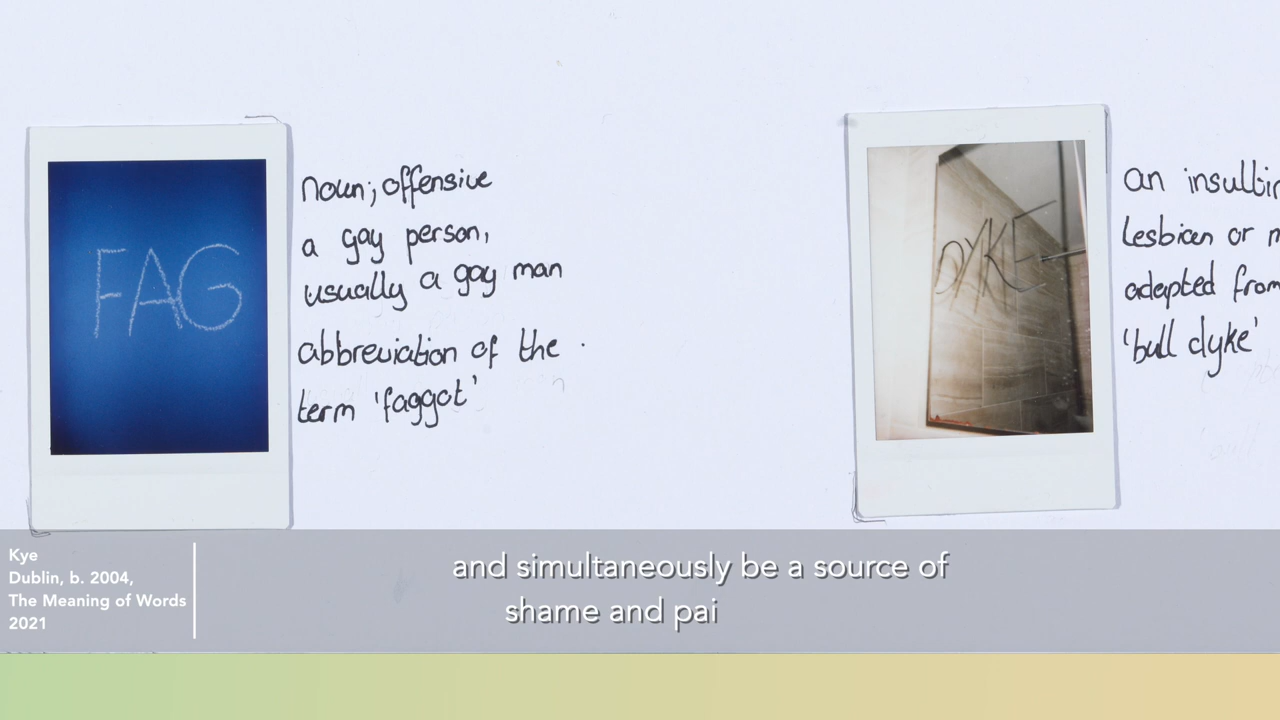 FAG
noun; offensive
a gay person,
usually a gay man
abbreviation of the
term 'faggot'
DYKE
an
lesbian or
adapted from
'bull dyke'
Kye
Dublin, b. 2004,
The Meaning of Words
2021
and simultaneously be a source of
shame and pai